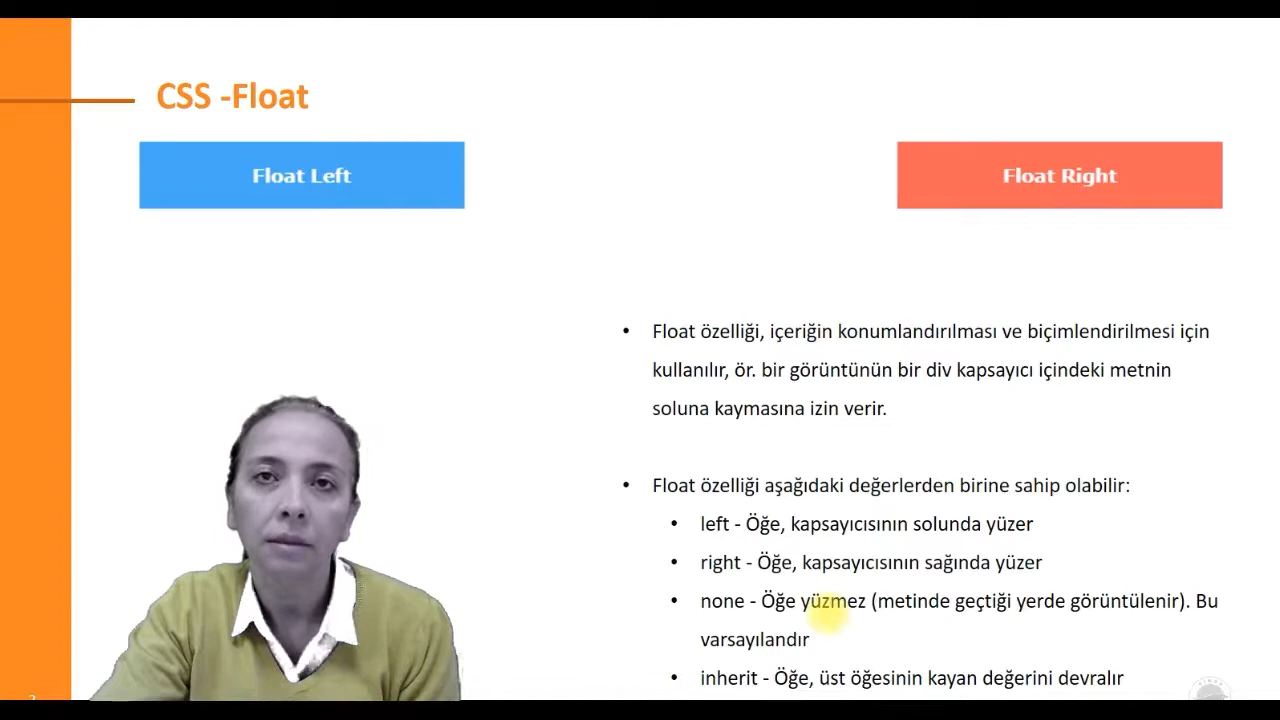 CSS -Float
Float Left
Float Right
• Float özelliği, içeriğin konumlandırılması ve biçimlendirilmesi için
kullanılır, ör. bir görüntünün bir div kapsayıcı içindeki metnin
soluna kaymasına izin verir.
• Float özelliği aşağıdaki değerlerden birine sahip olabilir:
• left - Öğe, kapsayıcısının solunda yüzer
• right - Öğe, kapsayıcısının sağında yüzer
• none - Öğe yüzmez (metinde geçtiği yerde görüntülenir). Bu
varsayılandır
• inherit - Öğe, üst öğesinin kayan değerini devralır